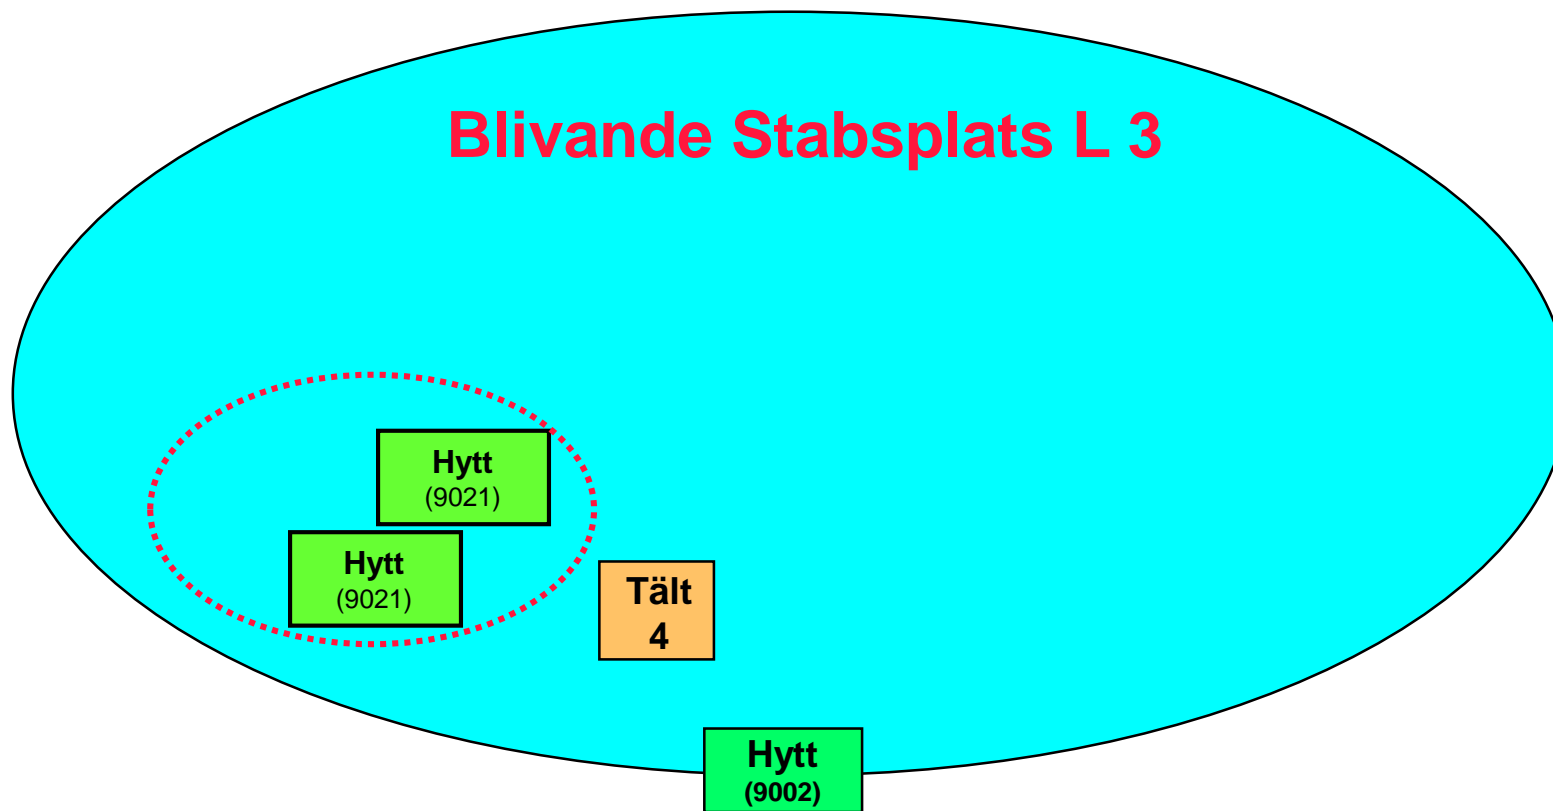 Blivande Stabsplats L 3
Hytt
(9021)
Hytt
(9021)
Tält
4
Hytt
(9002)